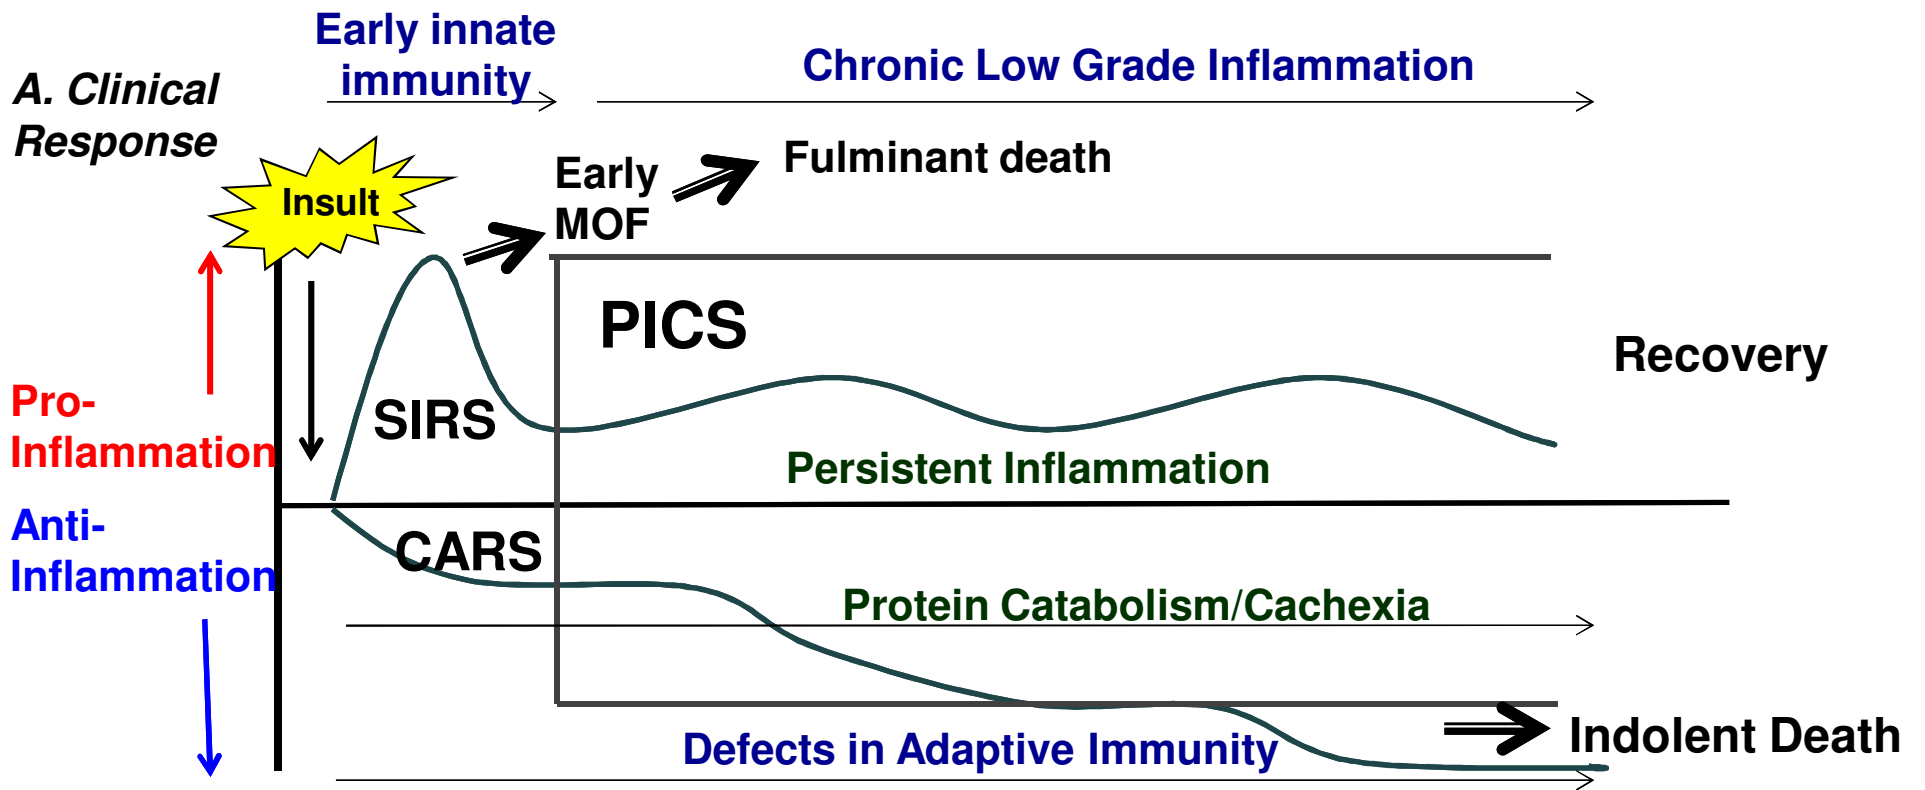 A. Clinical
Response
Early innate
immunity
Chronic Low Grade Inflammation
Insult
Early
MOF
Fulminant death
PICS
Recovery
Pro-
Inflammation
SIRS
Persistent Inflammation
Anti-
Inflammation
CARS
Protein Catabolism/Cachexia
Defects in Adaptive Immunity
Indolent Death